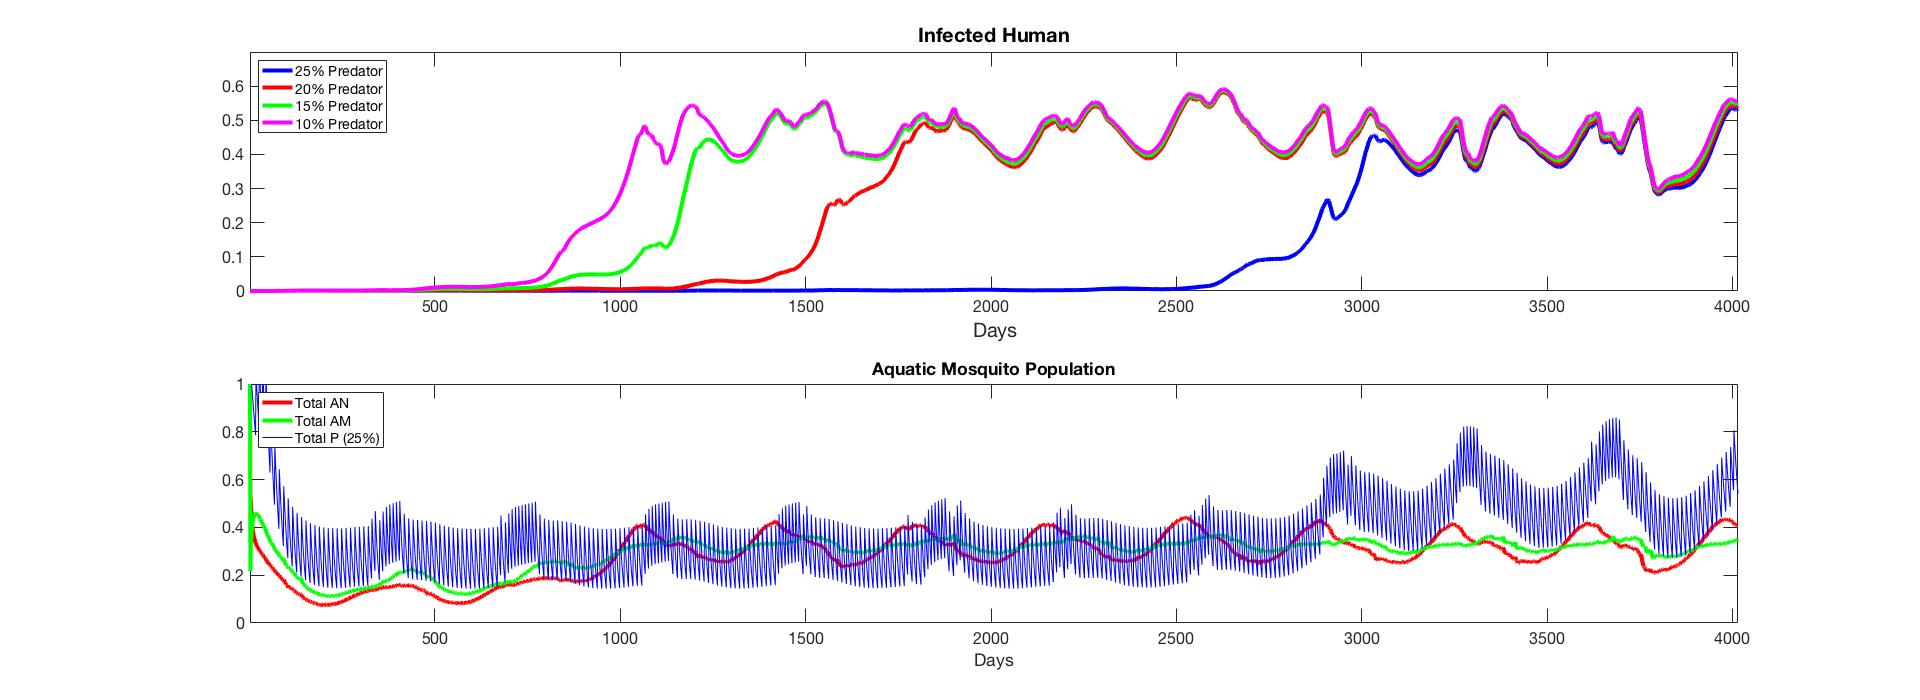 Infected Human
25% Predator
20% Predator
15% Predator
10% Predator
0.6
0.5
0.4
0.3
0.2
0.1
0
500 1000 1500 2000 2500 3000 3500 4000
Days
Aquatic Mosquito Population
Total AN
Total AM
Total P (25%)
1
0.8
0.6
0.4
0.2
0
500 1000 1500 2000 2500 3000 3500 4000
Days